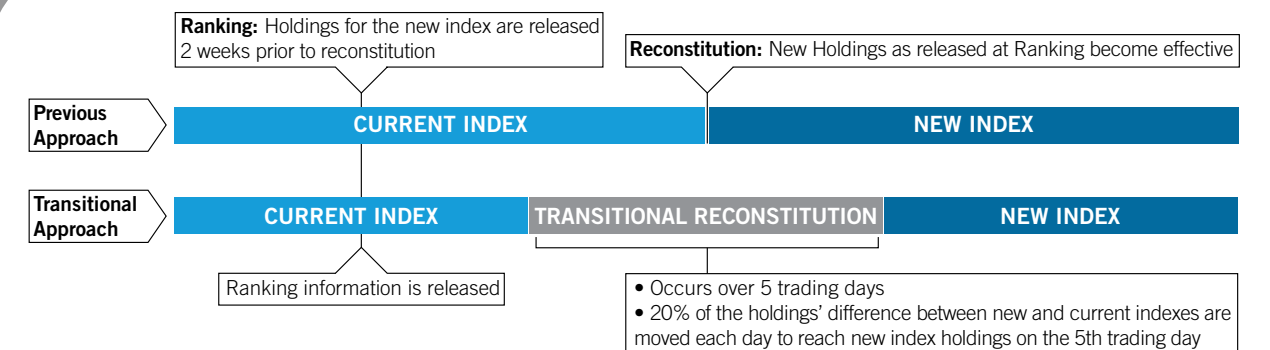 Ranking: Holdings for the new index are released
2 weeks prior to reconstitution
Reconstitution: New Holdings as released at Ranking become effective
Previous
Approach
CURRENT INDEX
NEW INDEX
Transitional
Approach
CURRENT INDEX
TRANSITIONAL RECONSTITUTION
NEW INDEX
Ranking information is released
• Occurs over 5 trading days
• 20% of the holdings’ difference between new and current indexes are
moved each day to reach new index holdings on the 5th trading day